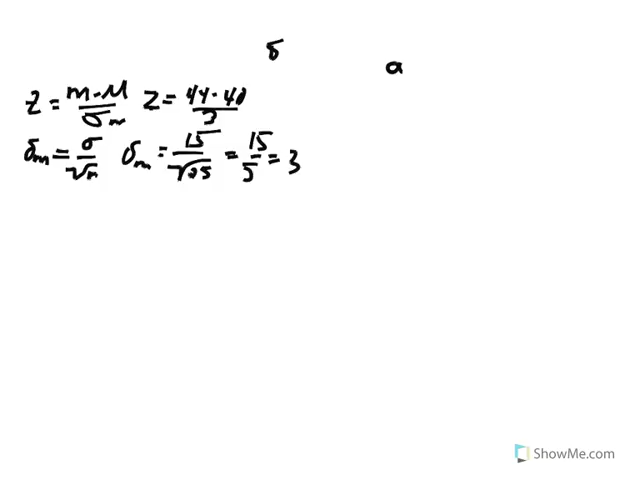 σ
a
Z = (M - μ)/σₘ Z = (44 - 40)/3
σₘ = σ/√n σₘ = 15/√25 = 15/5 = 3
ShowMe.com